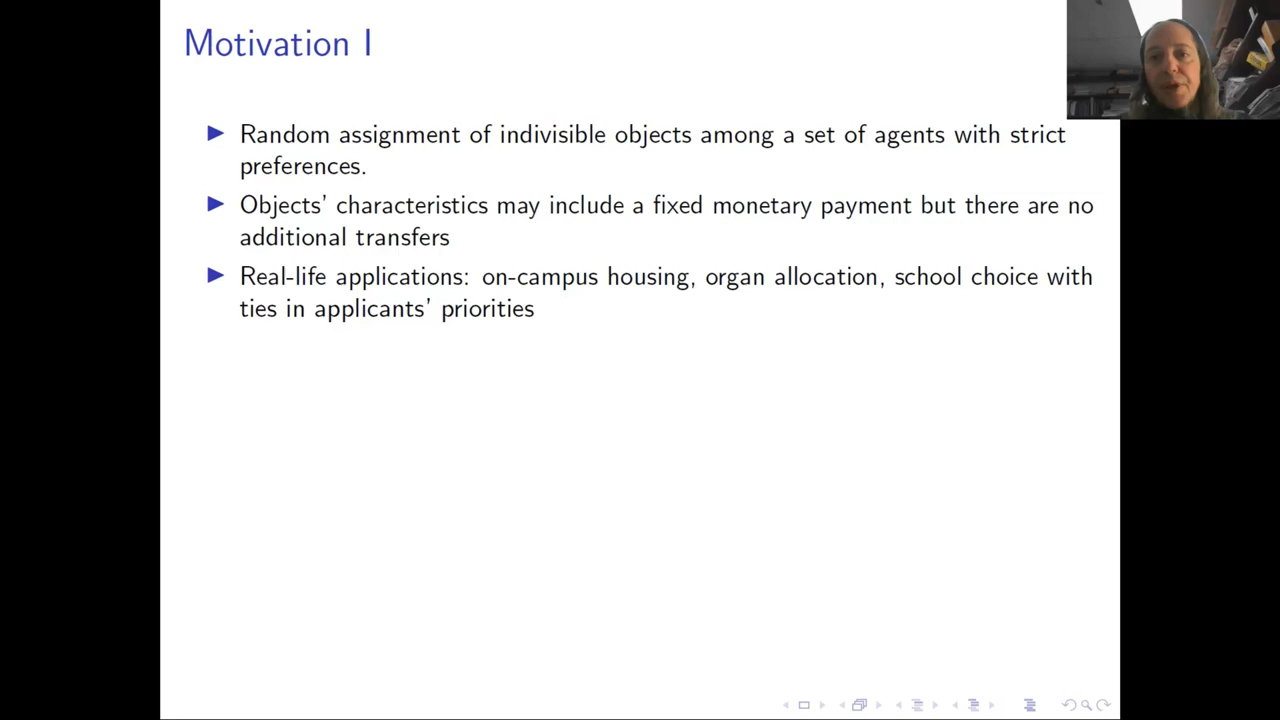 Motivation I
Random assignment of indivisible objects among a set of agents with strict
preferences.
Objects' characteristics may include a fixed monetary payment but there are no
additional transfers
Real-life applications: on-campus housing, organ allocation, school choice with
ties in applicants' priorities